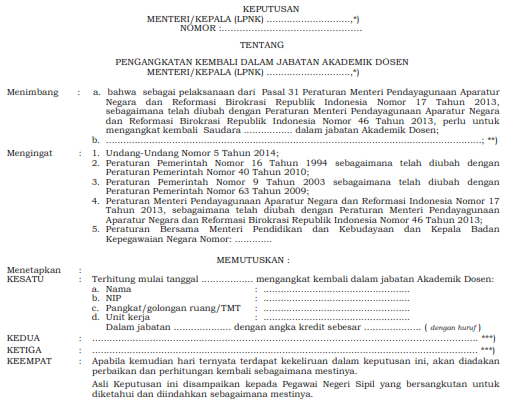 KEPUTUSAN
MENTERI/KEPALA (LPNK) ............................,*)
NOMOR :...............................................
TENTANG
PENGANGKATAN KEMBALI DALAM JABATAN AKADEMIK DOSEN
MENTERI/KEPALA (LPNK) ............................,*)
Menimbang : a. bahwa sebagai pelaksanaan dari Pasal 31 Peraturan Menteri Pendayagunaan Aparatur
Negara dan Reformasi Birokrasi Republik Indonesia Nomor 17 Tahun 2013,
sebagaimana telah diubah dengan Peraturan Menteri Pendayagunaan Aparatur Negara
dan Reformasi Birokrasi Republik Indonesia Nomor 46 Tahun 2013, perlu untuk
mengangkat kembali Saudara ................ dalam jabatan Akademik Dosen;
b. ..............................................................................................................................; **)
Mengingat : 1. Undang-Undang Nomor 5 Tahun 2014;
2. Peraturan Pemerintah Nomor 16 Tahun 1994 sebagaimana telah diubah dengan
Peraturan Pemerintah Nomor 40 Tahun 2010;
3. Peraturan Pemerintah Nomor 9 Tahun 2003 sebagaimana telah diubah dengan
Peraturan Pemerintah Nomor 63 Tahun 2009;
4. Peraturan Menteri Pendayagunaan Aparatur Negara dan Reformasi Indonesia Nomor 17
Tahun 2013, sebagaimana telah diubah dengan Peraturan Menteri Pendayagunaan
Aparatur Negara dan Reformasi Birokrasi Republik Indonesia Nomor 46 Tahun 2013;
5. Peraturan Bersama Menteri Pendidikan dan Kebudayaan dan Kepala Badan
Kepegawaian Negara Nomor: ............
MEMUTUSKAN :
Menetapkan :
KESATU : Terhitung mulai tanggal ................. mengangkat kembali dalam jabatan Akademik Dosen:
a. Nama : .................................................
b. NIP : .................................................
c. Pangkat/golongan ruang/TMT : .................................................
d. Unit kerja : .................................................
Dalam jabatan ................... dengan angka kredit sebesar ................... ( dengan huruf )
KEDUA : .................................................................................................................................. ***)
KETIGA : .................................................................................................................................. ***)
KEEMPAT : Apabila kemudian hari ternyata terdapat kekeliruan dalam keputusan ini, akan diadakan
perbaikan dan perhitungan kembali sebagaimana mestinya.
Asli Keputusan ini disampaikan kepada Pegawai Negeri Sipil yang bersangkutan untuk
diketahui dan diindahkan sebagaimana mestinya.